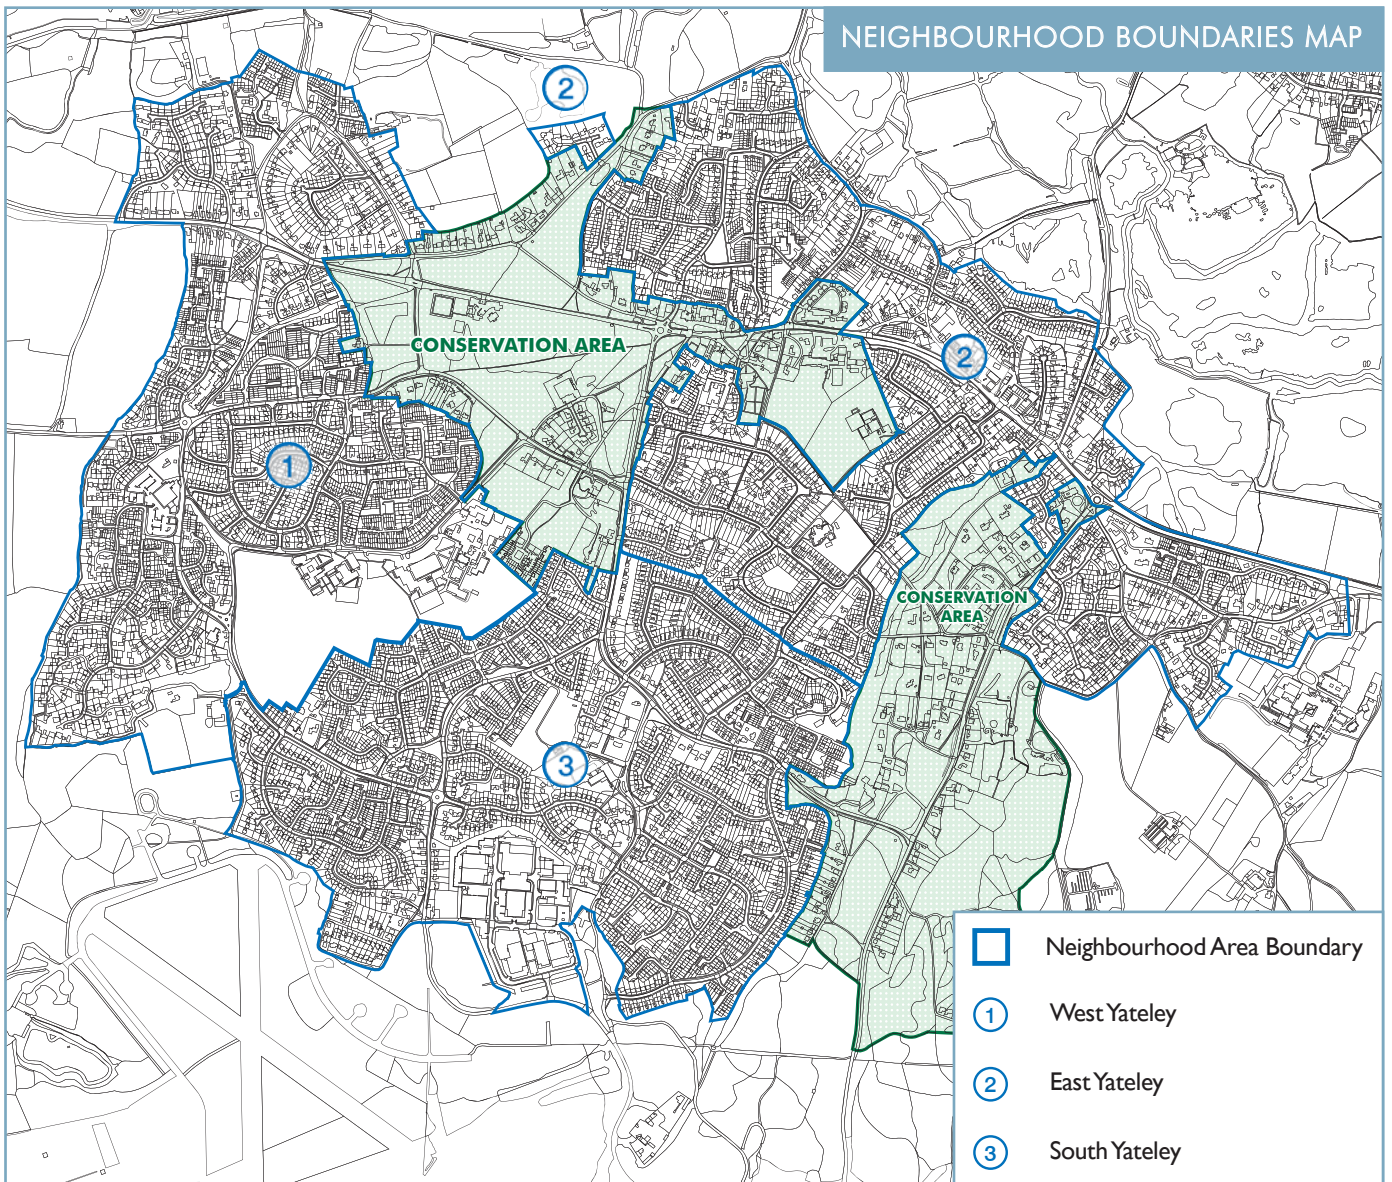 NEIGHBOURHOOD BOUNDARIES MAP
2
CONSERVATION AREA
2
1
CONSERVATION
AREA
3
Neighbourhood Area Boundary
1 West Yateley
2 East Yateley
3 South Yateley